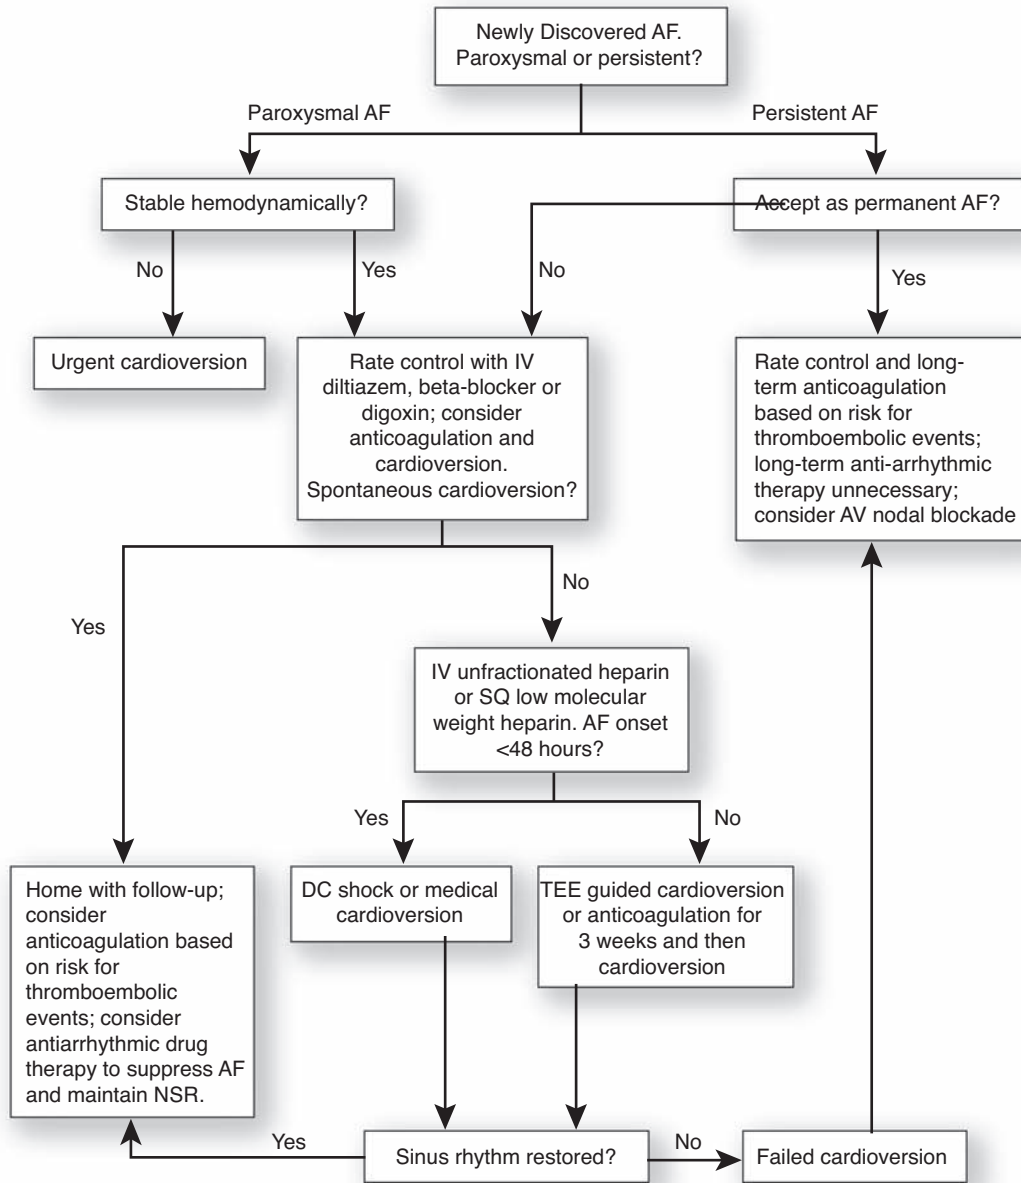 Newly Discovered AF.
Paroxysmal or persistent?
Paroxysmal AF
Persistent AF
Stable hemodynamically?
Accept as permanent AF?
No
Yes
No
Yes
Urgent cardioversion
Rate control with IV
diltiazem, beta-blocker or
digoxin; consider
anticoagulation and
cardioversion.
Spontaneous cardioversion?
Rate control and long-
term anticoagulation
based on risk for
thromboembolic events;
long-term anti-arrhythmic
therapy unnecessary;
consider AV nodal blockade
Yes
No
IV unfractionated heparin
or SQ low molecular
weight heparin. AF onset
<48 hours?
Yes
No
Home with follow-up;
consider
anticoagulation based
on risk for
thromboembolic
events; consider
antiarrhythmic drug
therapy to suppress AF
and maintain NSR.
DC shock or medical
cardioversion
TEE guided cardioversion
or anticoagulation for
3 weeks and then
cardioversion
Yes
Sinus rhythm restored?
No
Failed cardioversion